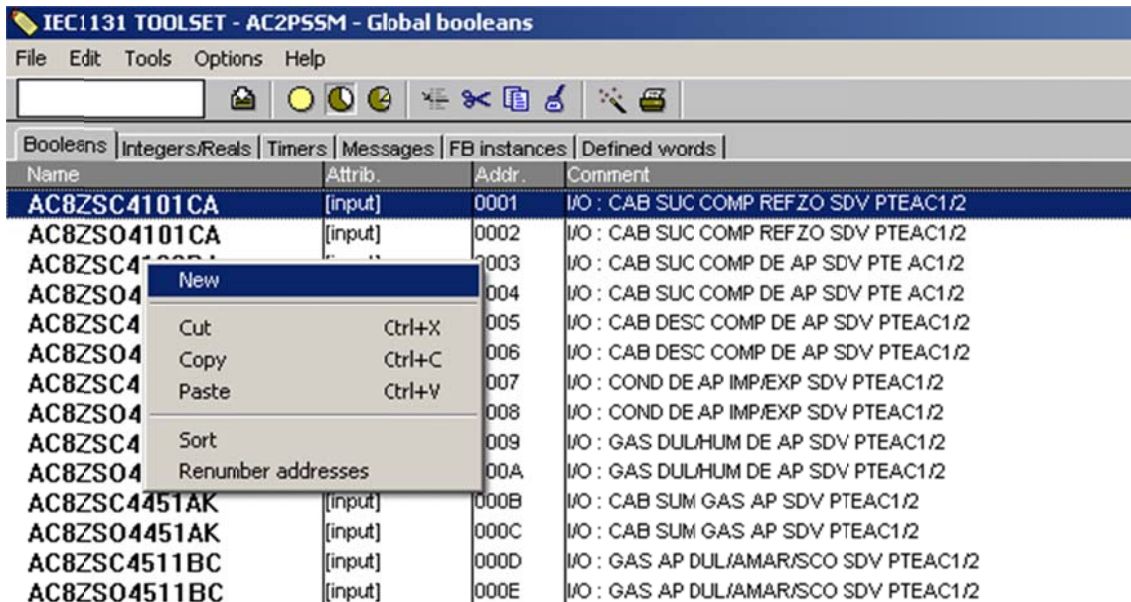 IEC1131 TOOLSET - AC2PSSM - Global booleans
File Edit Tools Options Help
Booleans Integers/Reals Timers Messages FB instances Defined words
Name Attrib. Addr. Comment
AC8ZSC4101CA [input] 0001 I/O : CAB SUC COMP REFZO SDV PTEAC1/2
AC8ZSO4101CA [input] 0002 I/O : CAB SUC COMP REFZO SDV PTEAC1/2
0003 I/O : CAB SUC COMP DE AP SDV PTE AC1/2
AC8ZSO4 004 I/O : CAB SUC COMP DE AP SDV PTE AC1/2
AC8ZSC4 005 I/O : CAB DESC COMP DE AP SDV PTEAC1/2
AC8ZSO4 006 I/O : CAB DESC COMP DE AP SDV PTEAC1/2
AC8ZSC4 007 I/O : COND DE AP IMP/EXP SDV PTEAC1/2
AC8ZSO4 008 I/O : COND DE AP IMP/EXP SDV PTEAC1/2
AC8ZSC4 009 I/O : GAS DUL/HUM DE AP SDV PTEAC1/2
AC8ZSO4 00A I/O : GAS DUL/HUM DE AP SDV PTEAC1/2
AC8ZSC4451AK [input] 000B I/O : CAB SUM GAS AP SDV PTEAC1/2
AC8ZSO4451AK [input] 000C I/O : CAB SUM GAS AP SDV PTEAC1/2
AC8ZSC4511BC [input] 000D I/O : GAS AP DUL/AMAR/SCO SDV PTEAC1/2
AC8ZSO4511BC [input] 000E I/O : GAS AP DUL/AMAR/SCO SDV PTEAC1/2
New
Cut Ctrl+X
Copy Ctrl+C
Paste Ctrl+V
Sort
Renumber addresses